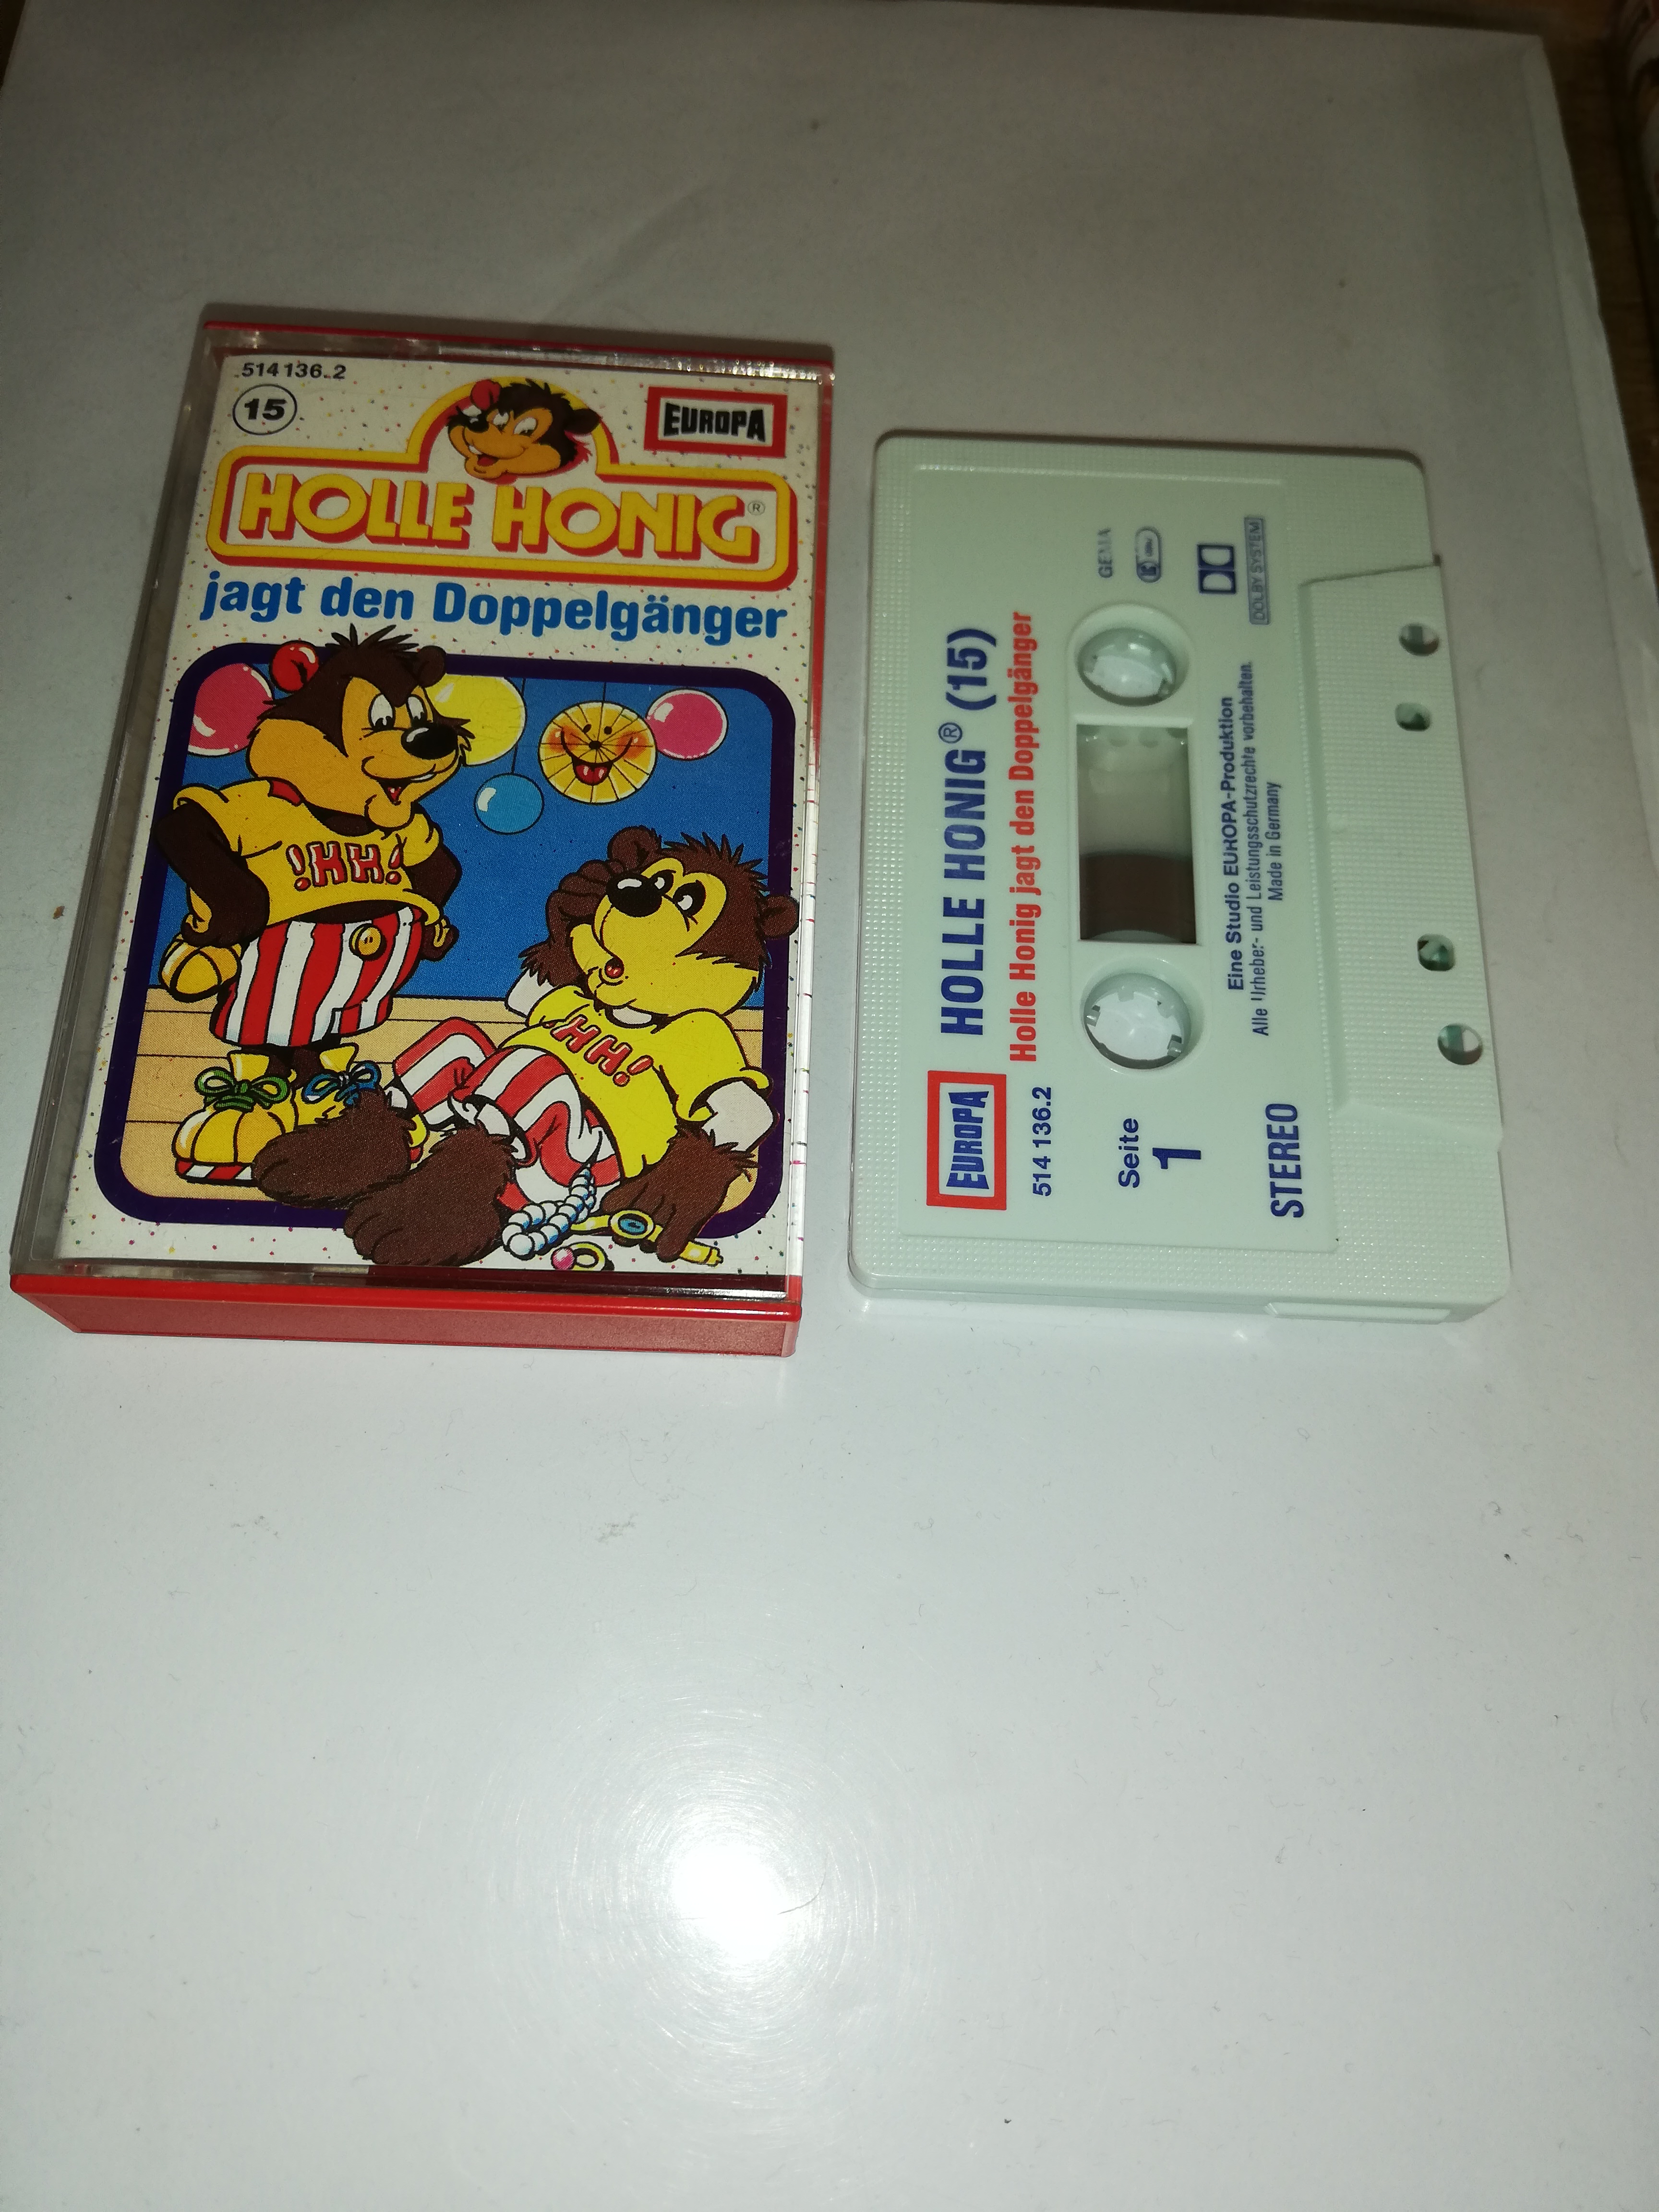 514136.2
15
EUROPA
HOLLE HONIG®
jagt den Doppelgänger
!HH!
!HH!
GEMA
DOLBY SYSTEM
HOLLE HONIG® (15)
Holle Honig jagt den Doppelgänger
EUROPA
514 136.2
Seite
1
STEREO
Eine Studio EUROPA-Produktion
Alle Urheber- und Leistungsschutzrechte vorbehalten.
Made in Germany